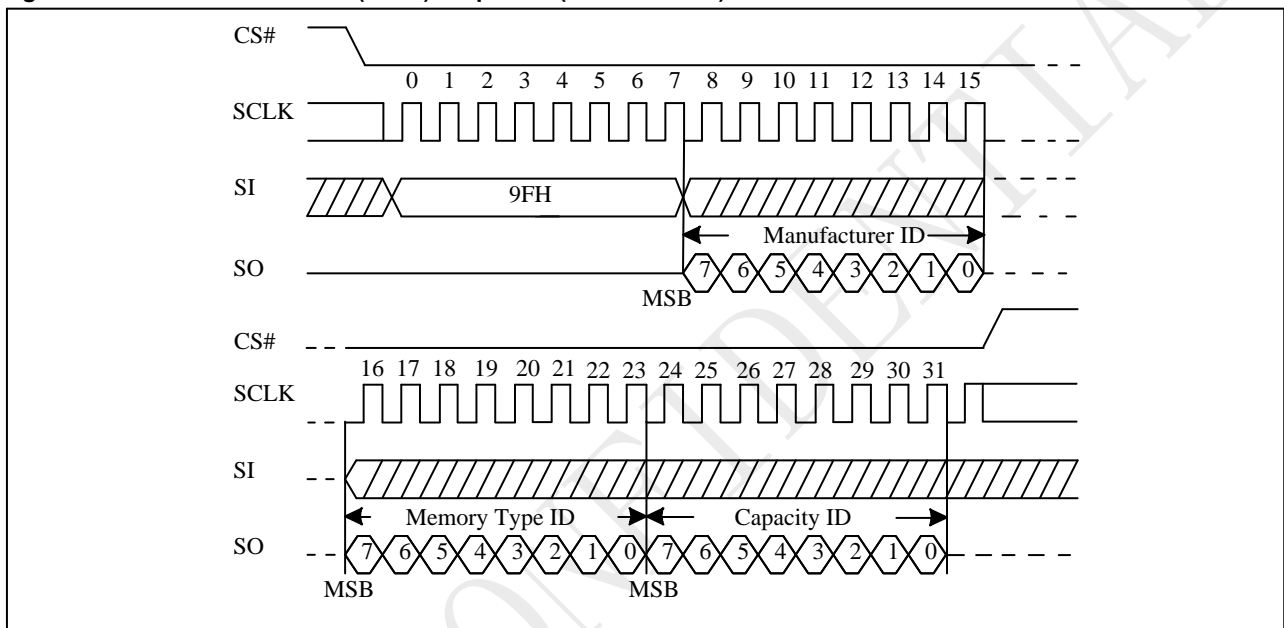 CS#
0 1 2 3 4 5 6 7 8 9 10 11 12 13 14 15
SCLK
SI
9FH
Manufacturer ID
SO
7 6 5 4 3 2 1 0
MSB
CS#
16 17 18 19 20 21 22 23 24 25 26 27 28 29 30 31
SCLK
SI
Memory Type ID Capacity ID
SO
7 6 5 4 3 2 1 0 7 6 5 4 3 2 1 0
MSB MSB